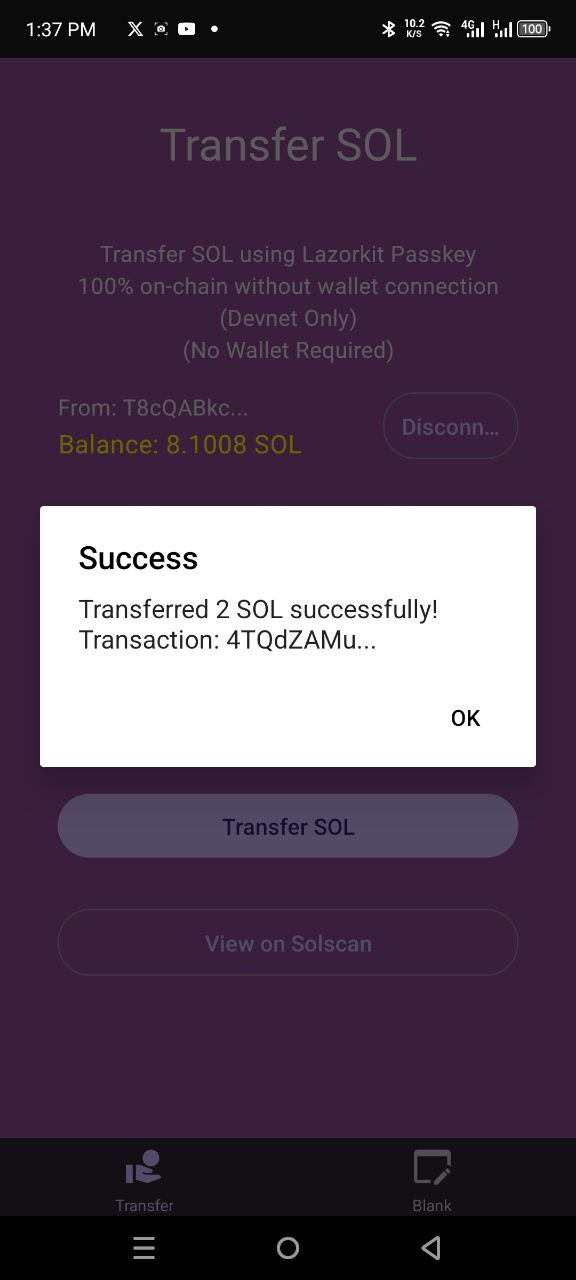 1:37 PM
10.2
K/S
4G
H
100
Transfer SOL
Transfer SOL using Lazorkit Passkey
100% on-chain without wallet connection
(Devnet Only)
(No Wallet Required)
From: T8cQABkc...
Balance: 8.1008 SOL
Disconn...
Success
Transferred 2 SOL successfully!
Transaction: 4TQdZAMu...
OK
Transfer SOL
View on Solscan
Transfer
Blank